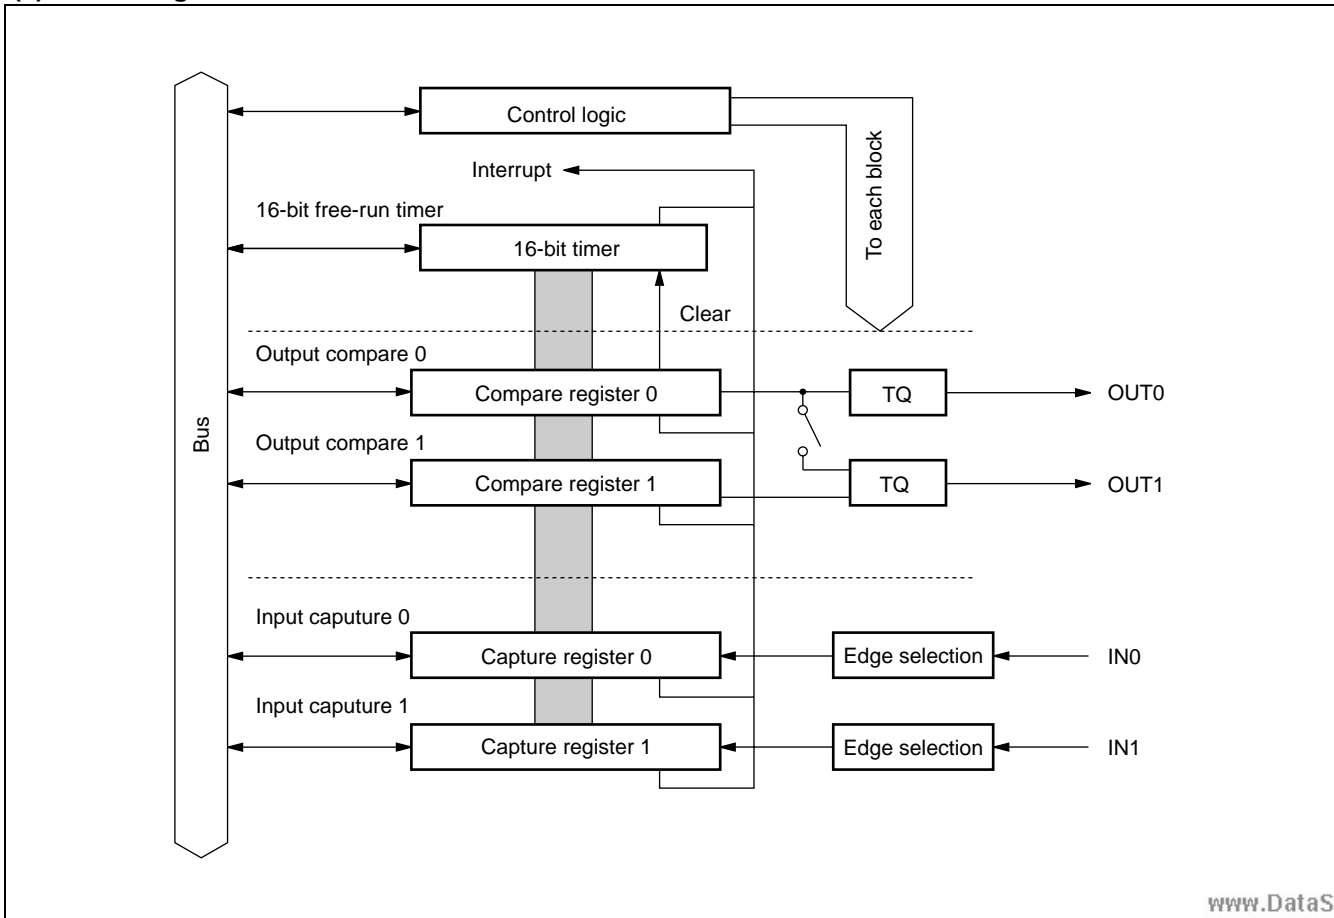 Control logic
Interrupt
To each block
16-bit free-run timer
16-bit timer
Clear
Output compare 0
Compare register 0
TQ
OUT0
Bus
Output compare 1
Compare register 1
TQ
OUT1
Input caputure 0
Capture register 0
Edge selection
IN0
Input caputure 1
Capture register 1
Edge selection
IN1
www.DataS